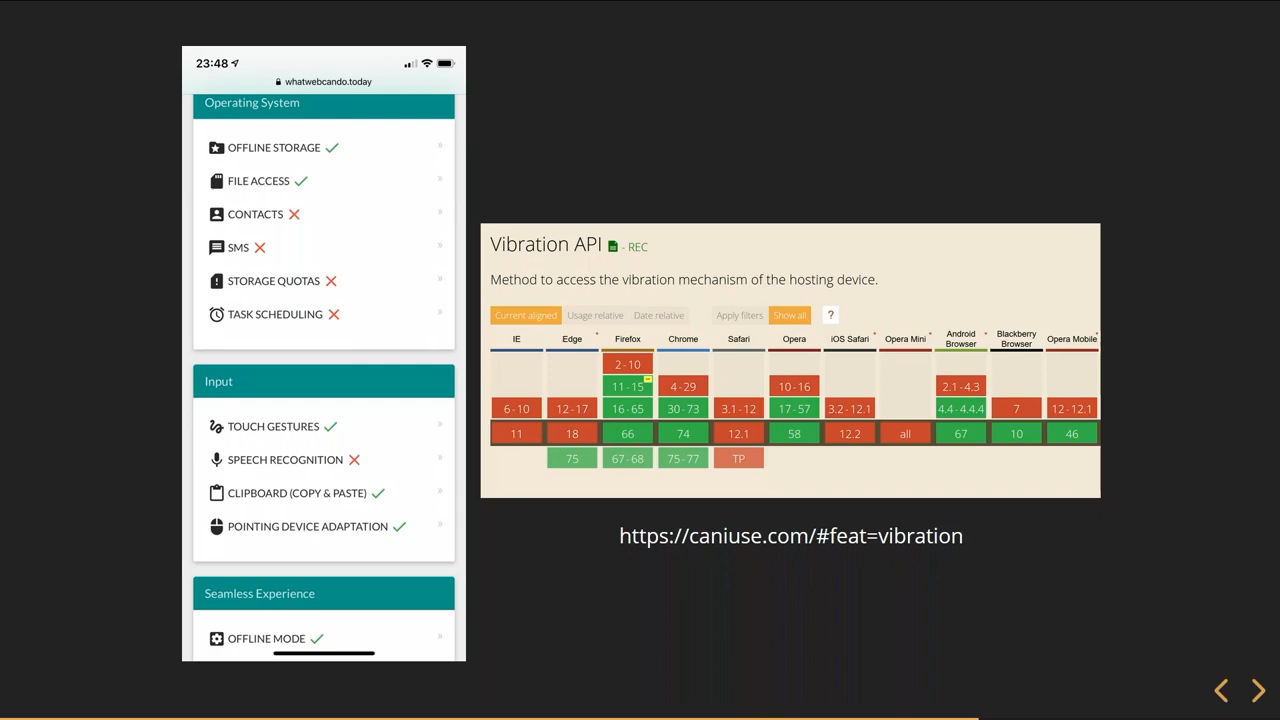 23:48
whatwebcando.today
Operating System
OFFLINE STORAGE
FILE ACCESS
CONTACTS
SMS
STORAGE QUOTAS
TASK SCHEDULING
Input
TOUCH GESTURES
SPEECH RECOGNITION
CLIPBOARD (COPY & PASTE)
POINTING DEVICE ADAPTATION
Seamless Experience
OFFLINE MODE
Vibration API - REC
Method to access the vibration mechanism of the hosting device.
Current aligned Usage relative Date relative Apply filters Show all ?
IE Edge * Firefox Chrome Safari Opera iOS Safari * Opera Mini * Android Browser * Blackberry Browser Opera Mobile *
2-10
11-15 4-29 10-16 2.1-4.3
6-10 12-17 16-65 30-73 3.1-12 17-57 3.2-12.1 4.4-4.4.4 7 12-12.1
11 18 66 74 12.1 58 12.2 all 67 10 46
75 67-68 75-77 TP
https://caniuse.com/#feat=vibration